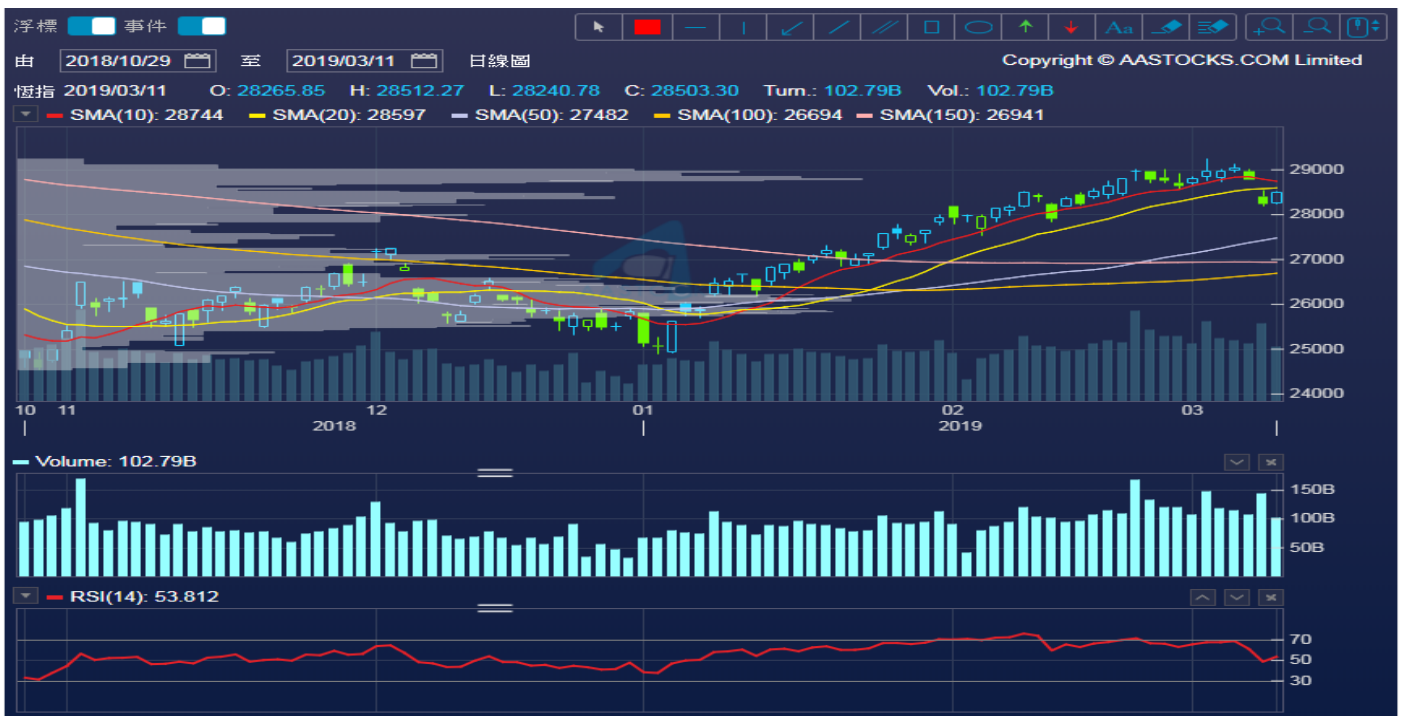 浮標 事件 Aa
由 2018/10/29 至 2019/03/11 日線圖 Copyright © AASTOCKS.COM Limited
恆指 2019/03/11 O: 28265.85 H: 28512.27 L: 28240.78 C: 28503.30 Turn.: 102.79B Vol.: 102.79B
SMA(10): 28744 SMA(20): 28597 SMA(50): 27482 SMA(100): 26694 SMA(150): 26941
29000
28000
27000
26000
25000
24000
10 11 12 01 02 03
2018 2019
Volume: 102.79B
150B
100B
50B
RSI(14): 53.812
70
50
30